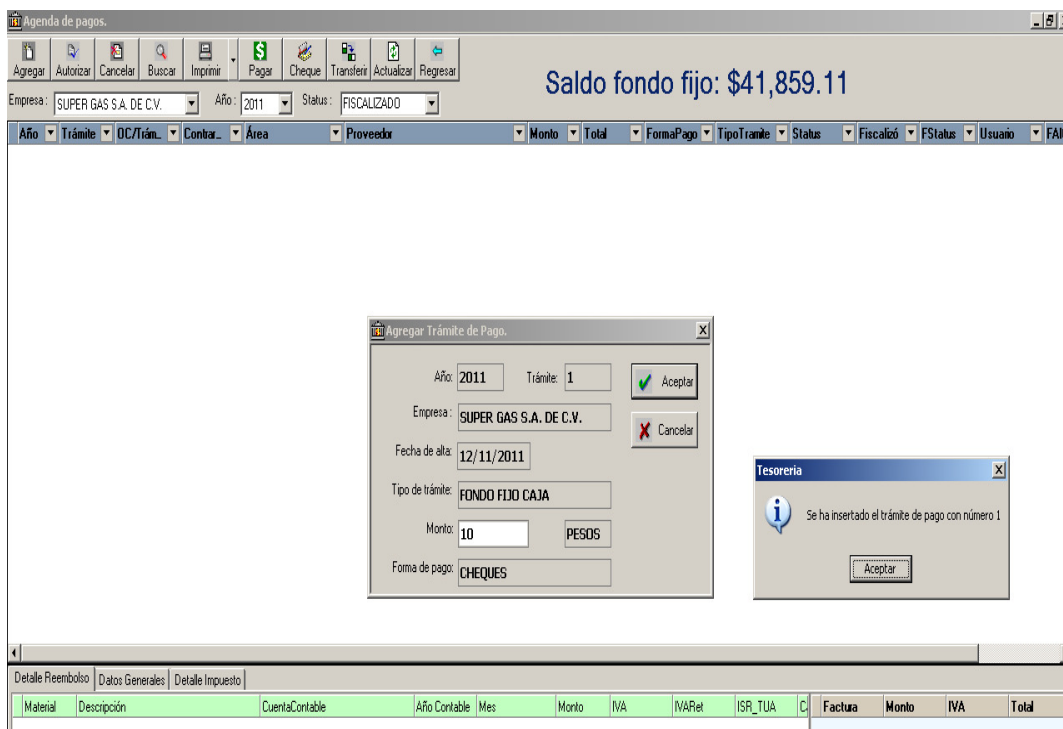 Agenda de pagos.
Agregar Autorizar Cancelar Buscar Imprimir Pagar Cheque Transferir Actualizar Regresar
Saldo fondo fijo: $41,859.11
Empresa : SUPER GAS S.A. DE C.V. Año : 2011 Status : FISCALIZADO
Año Trámite OC/Trám... Contrar... Área Proveedor Monto Total FormaPago TipoTramite Status Fiscalizó FStatus Usuario
Agregar Trámite de Pago.
Año: 2011 Trámite: 1 Aceptar
Empresa : SUPER GAS S.A. DE C.V. Cancelar
Fecha de alta: 12/11/2011
Tipo de trámite: FONDO FIJO CAJA
Monto: 10 PESOS
Forma de pago: CHEQUES
Tesoreria
Se ha insertado el trámite de pago con número 1
Aceptar
Detalle Reembolso Datos Generales Detalle Impuesto
Material Descripción CuentaContable Año Contable Mes Monto IVA IVARet ISR_TUA Factura Monto IVA Total